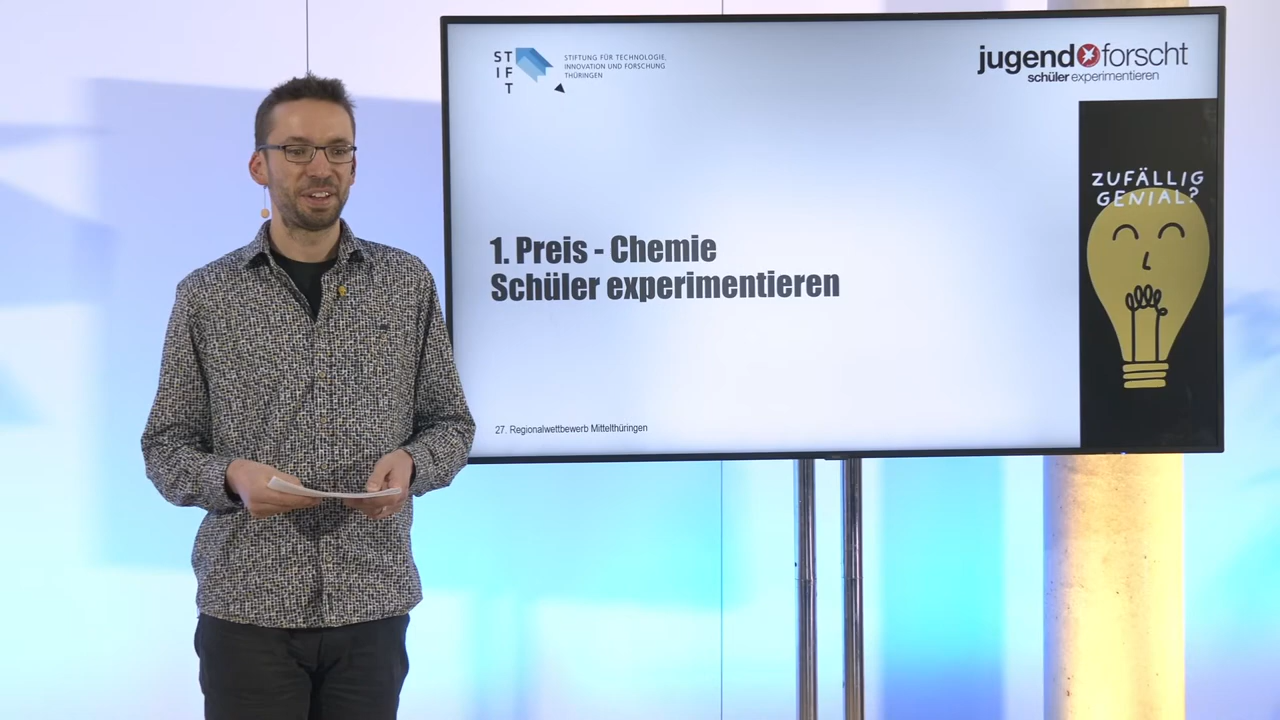 ST
IF
T
STIFTUNG FÜR TECHNOLOGIE,
INNOVATION UND FORSCHUNG
THÜRINGEN
jugend forscht
schüler experimentieren
ZUFÄLLIG
GENIAL?
1. Preis - Chemie
Schüler experimentieren
27. Regionalwettbewerb Mittelthüringen